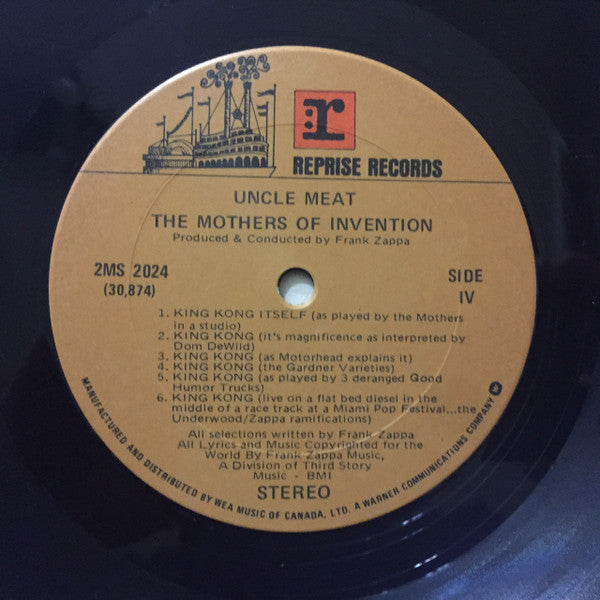 r
REPRISE RECORDS
UNCLE MEAT
THE MOTHERS OF INVENTION
Produced & Conducted by Frank Zappa
2MS 2024
(30,874)
SIDE
IV
1. KING KONG ITSELF (as played by the Mothers
in a studio)
2. KING KONG (it's magnificence as interpreted by
Dom DeWild)
3. KING KONG (as Motorhead explains it)
4. KING KONG (the Gardner Varieties)
5. KING KONG (as played by 3 deranged Good
Humor Trucks)
6. KING KONG (live on a flat bed diesel in the
middle of a race track at a Miami Pop Festival...the
Underwood/Zappa ramifications)
All selections written by Frank Zappa
All Lyrics and Music Copyrighted for the
World By Frank Zappa Music,
A Division of Third Story
Music - BMI
STEREO
MANUFACTURED AND DISTRIBUTED BY WEA MUSIC OF CANADA, LTD. A WARNER COMMUNICATIONS COMPANY